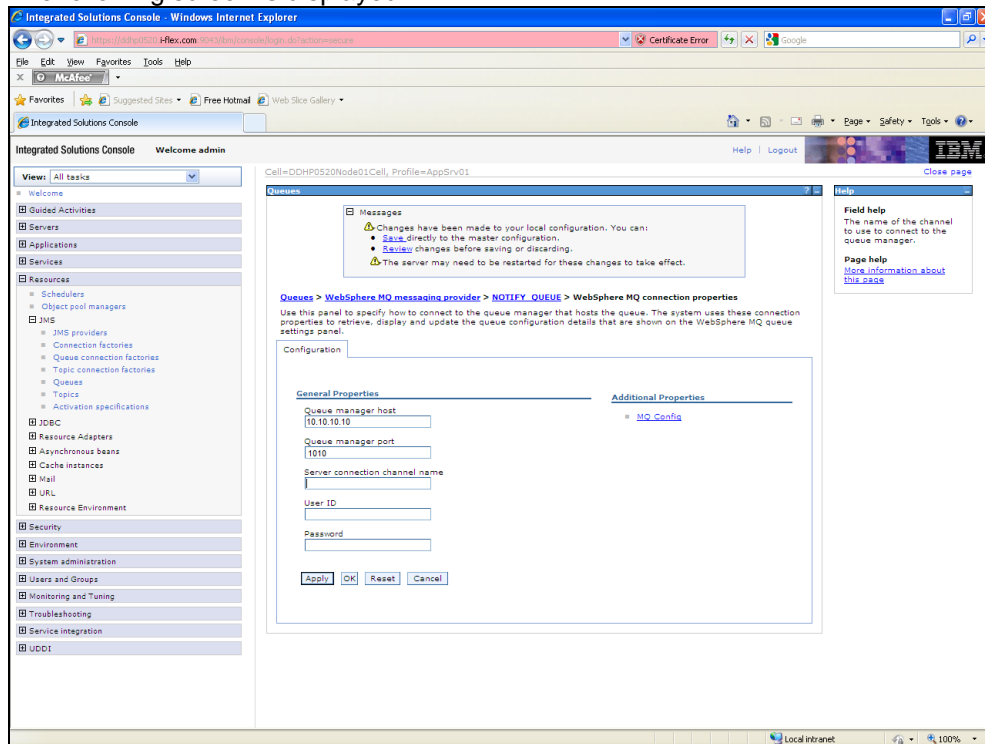 Integrated Solutions Console - Windows Internet Explorer
https://ddhp0520.i-flex.com:9043/ibm/console/login.do?action=secure
Certificate Error
Google
File Edit View Favorites Tools Help
X McAfee
Favorites Suggested Sites Free Hotmail Web Slice Gallery
Integrated Solutions Console
Page Safety Tools
Integrated Solutions Console Welcome admin
Help | Logout
IBM
View: All tasks
Cell=DDHP0520Node01Cell, Profile=AppSrv01
Close page
Welcome
Guided Activities
Servers
Applications
Services
Resources
Schedulers
Object pool managers
JMS
JMS providers
Connection factories
Queue connection factories
Topic connection factories
Queues
Topics
Activation specifications
JDBC
Resource Adapters
Asynchronous beans
Cache instances
Mail
URL
Resource Environment
Security
Environment
System administration
Users and Groups
Monitoring and Tuning
Troubleshooting
Service integration
UDDI
Queues
? _
Messages
Changes have been made to your local configuration. You can:
Save directly to the master configuration.
Review changes before saving or discarding.
The server may need to be restarted for these changes to take effect.
Queues > WebSphere MQ messaging provider > NOTIFY_QUEUE > WebSphere MQ connection properties
Use this panel to specify how to connect to the queue manager that hosts the queue. The system uses these connection
properties to retrieve, display and update the queue configuration details that are shown on the WebSphere MQ queue
settings panel.
Configuration
General Properties
Queue manager host
10.10.10.10
Queue manager port
1010
Server connection channel name
User ID
Password
Apply OK Reset Cancel
Additional Properties
MQ Config
Help
Field help
The name of the channel
to use to connect to the
queue manager.
Page help
More information about
this page
Local intranet
100%